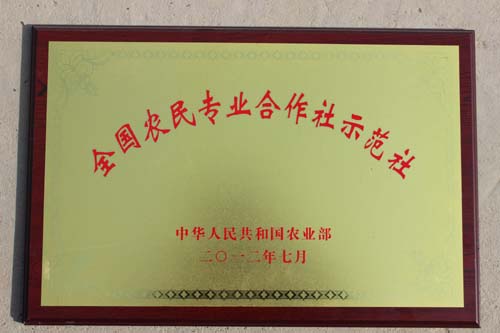 全国农民专业合作社示范社
中华人民共和国农业部
二〇一二年七月